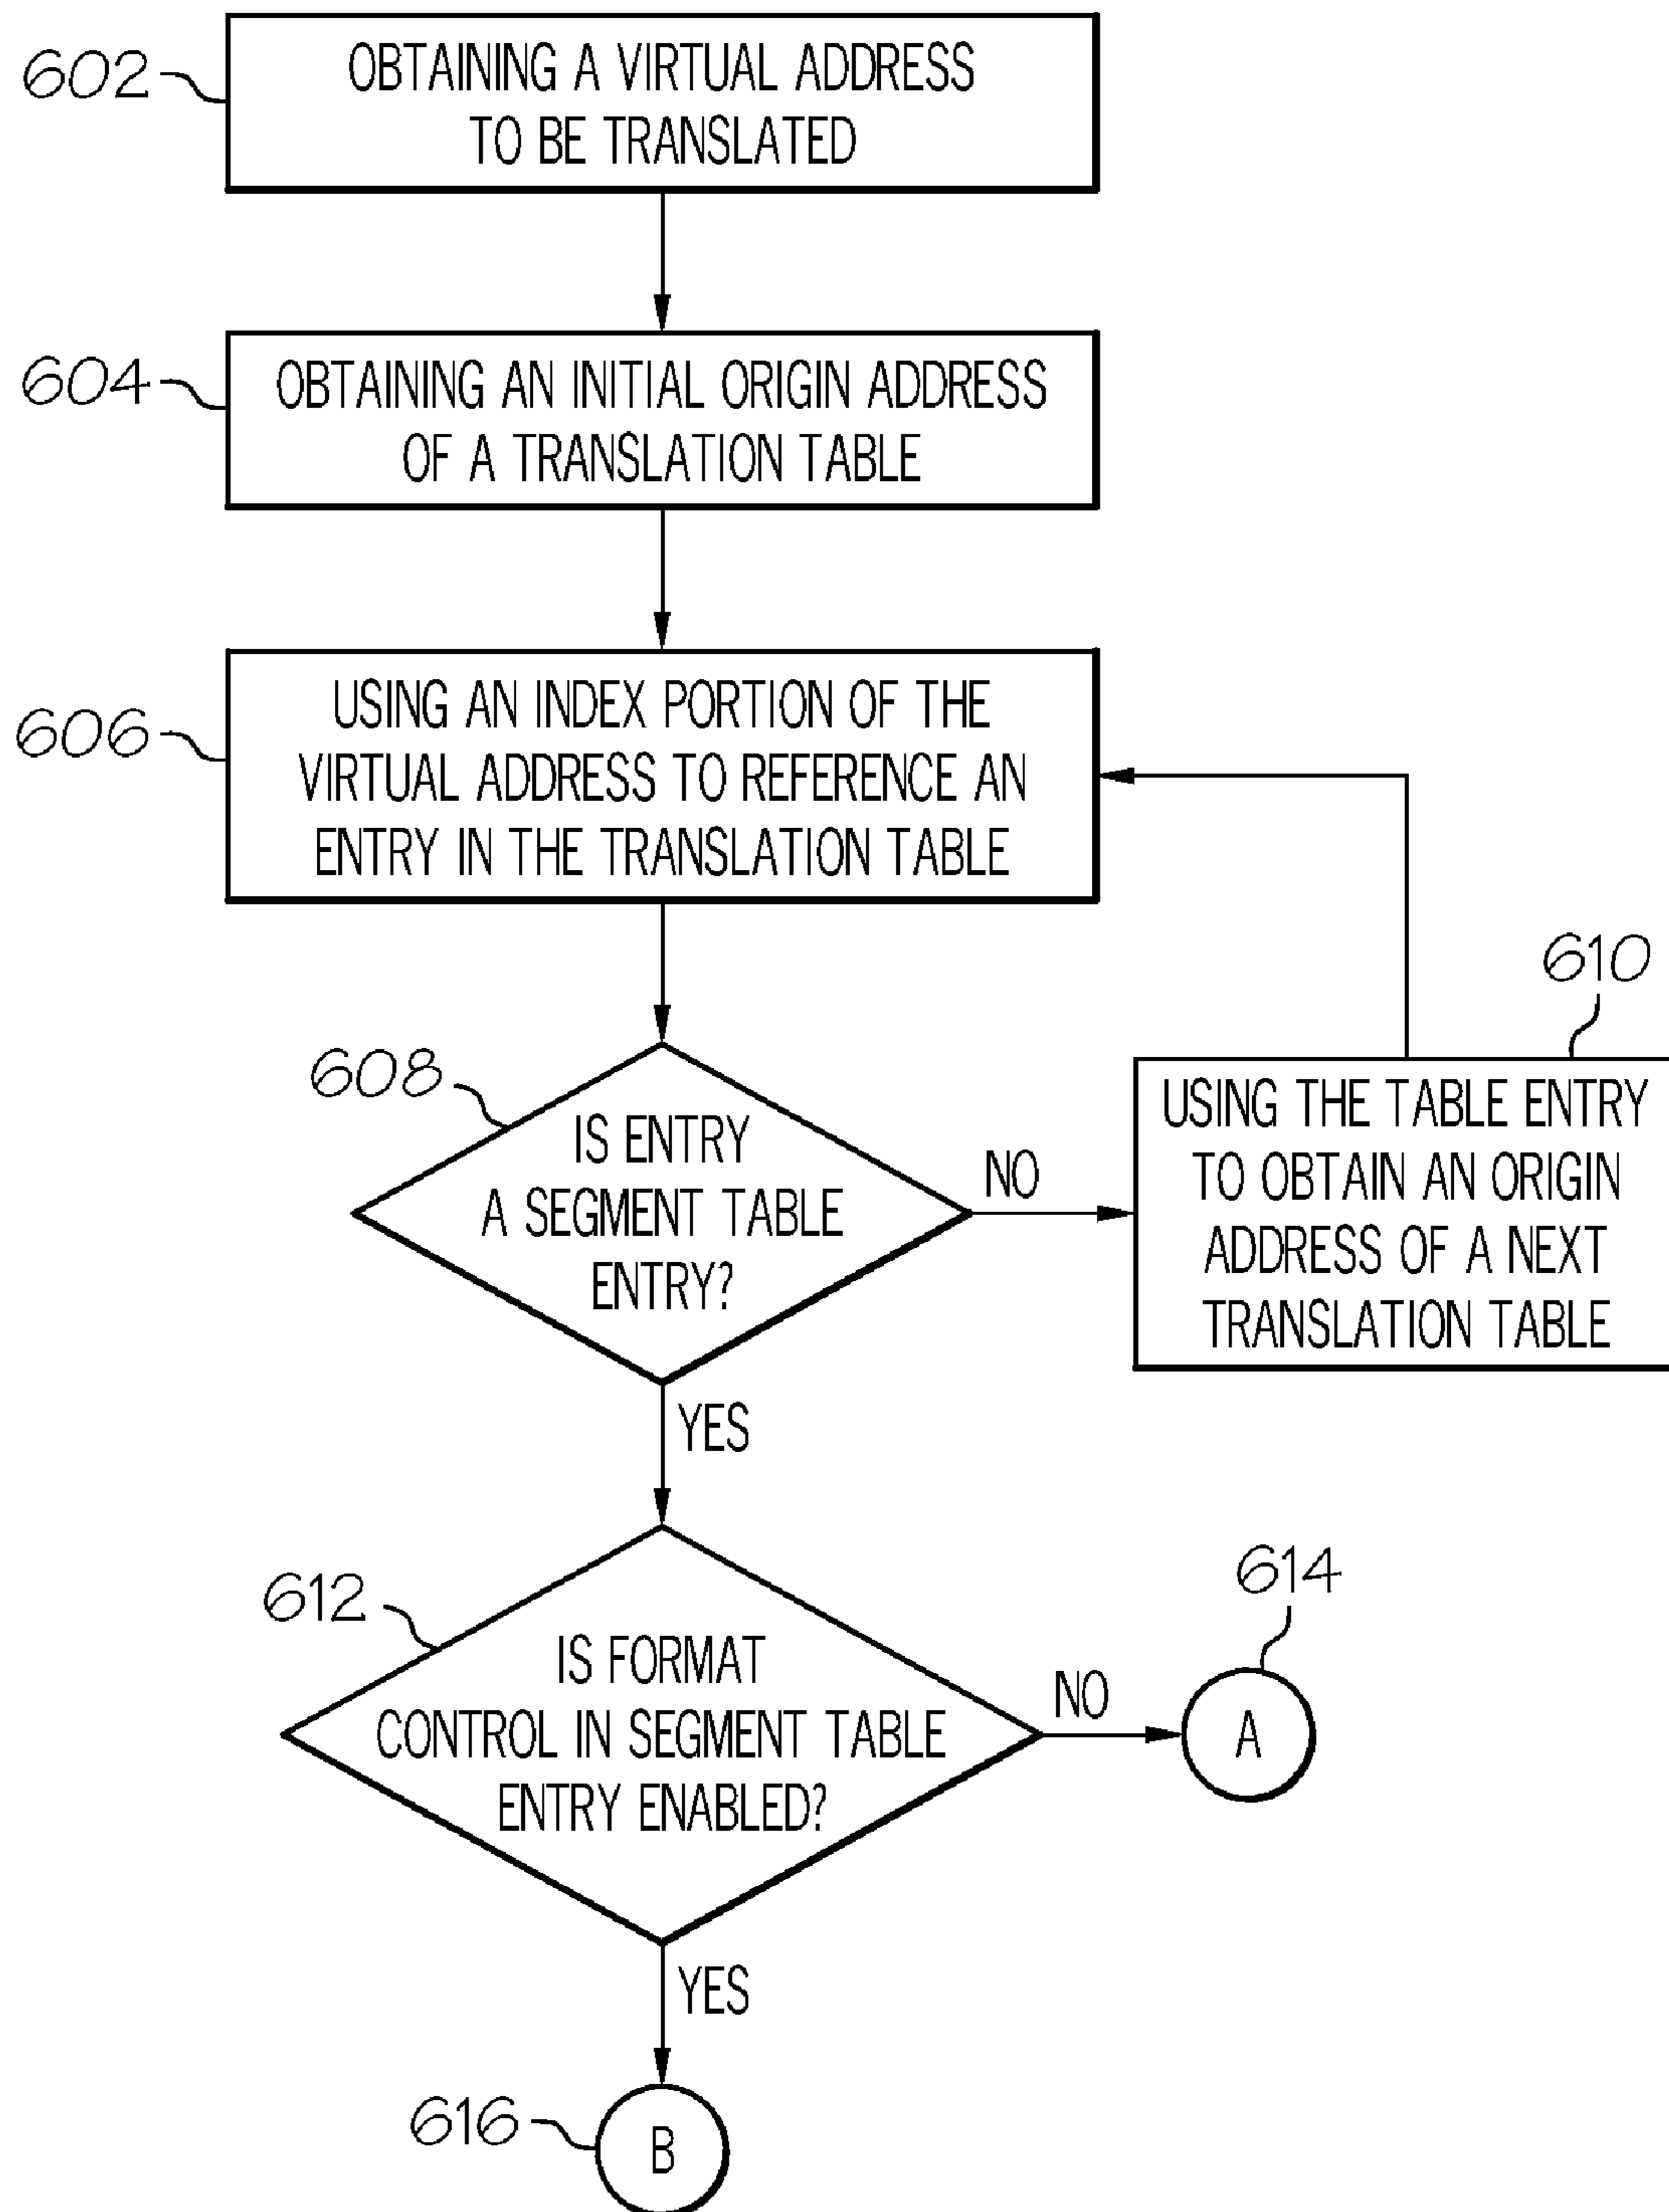 602
OBTAINING A VIRTUAL ADDRESS
TO BE TRANSLATED
604
OBTAINING AN INITIAL ORIGIN ADDRESS
OF A TRANSLATION TABLE
606
USING AN INDEX PORTION OF THE
VIRTUAL ADDRESS TO REFERENCE AN
ENTRY IN THE TRANSLATION TABLE
608
IS ENTRY
A SEGMENT TABLE
ENTRY?
NO
610
USING THE TABLE ENTRY
TO OBTAIN AN ORIGIN
ADDRESS OF A NEXT
TRANSLATION TABLE
YES
612
IS FORMAT
CONTROL IN SEGMENT TABLE
ENTRY ENABLED?
NO
614
A
YES
616
B